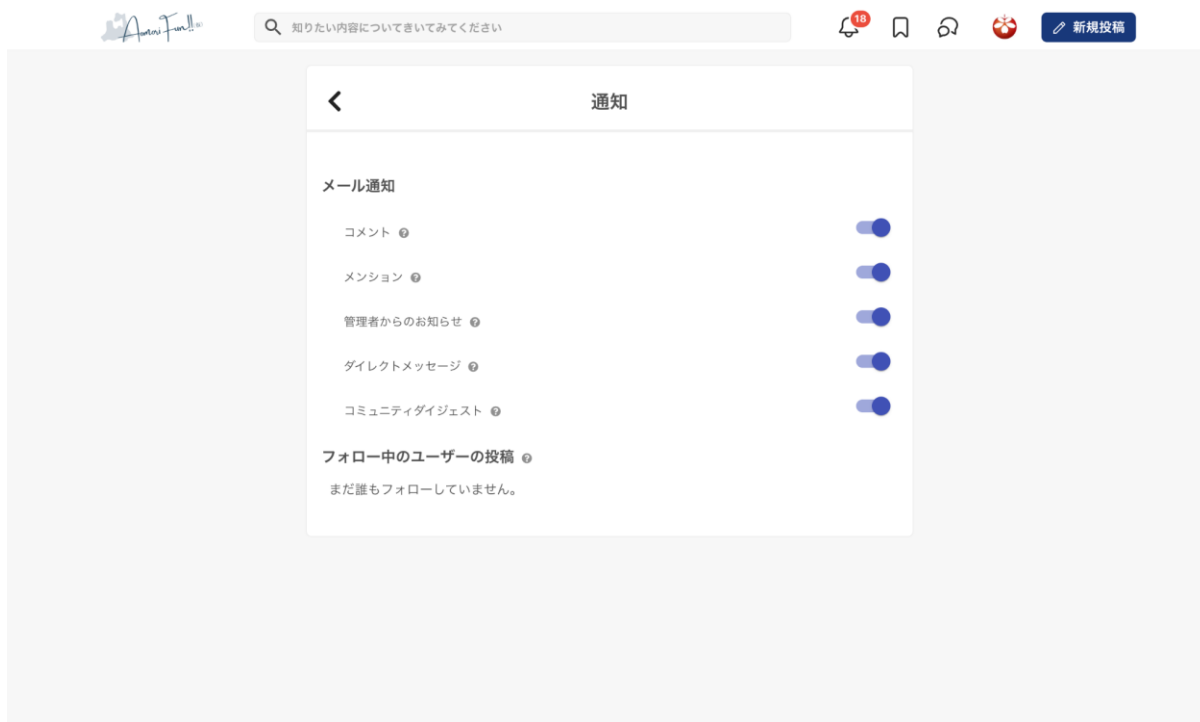 Aomori Fun!!
知りたい内容についてきいてみてください
18
新規投稿
通知
メール通知
コメント
メンション
管理者からのお知らせ
ダイレクトメッセージ
コミュニティダイジェスト
フォロー中のユーザーの投稿
まだ誰もフォローしていません。